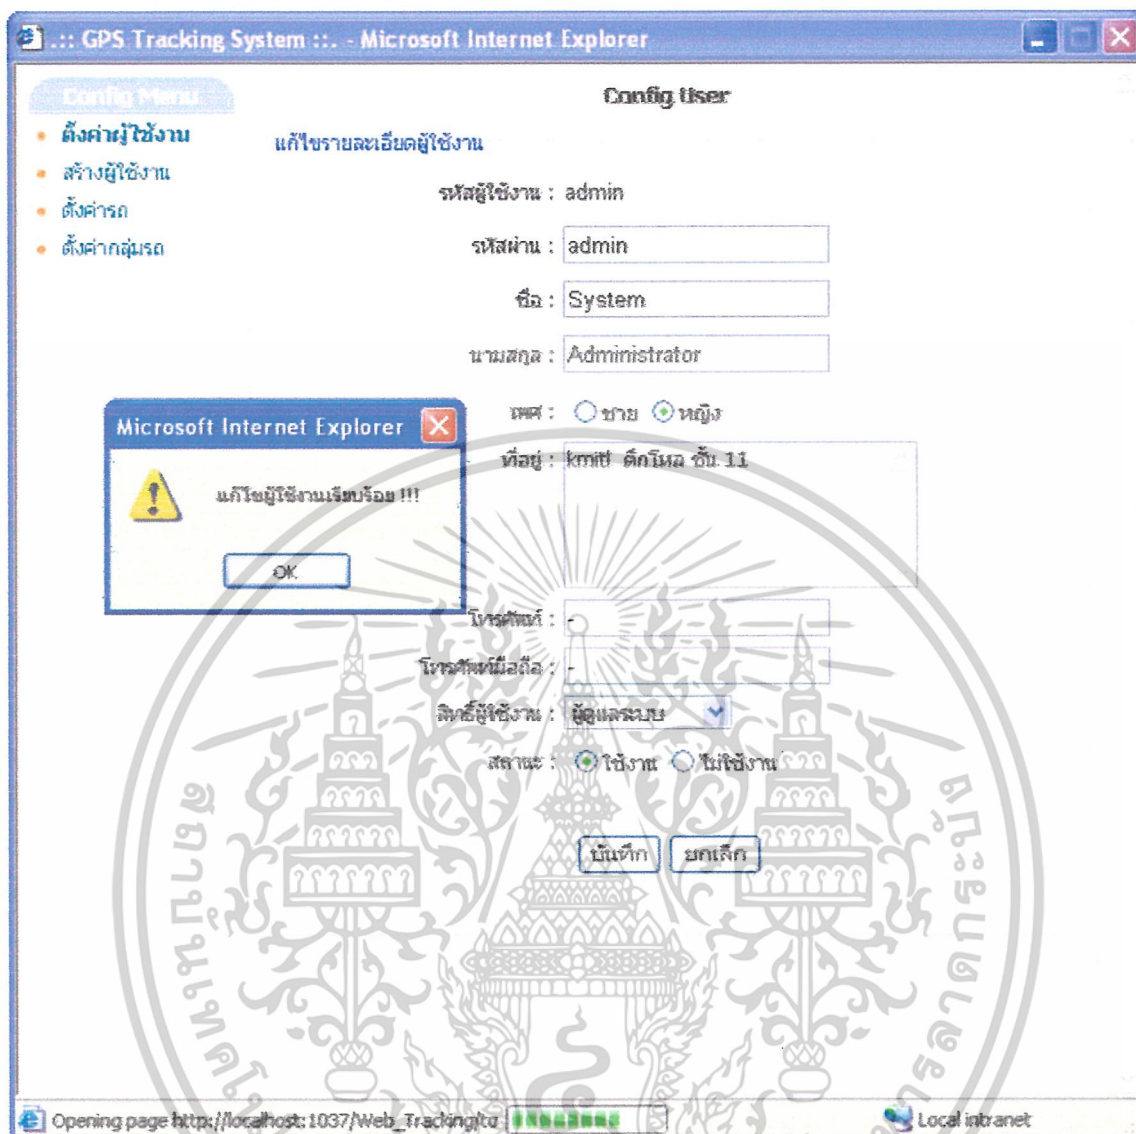 .:: GPS Tracking System ::. - Microsoft Internet Explorer
Config Menu
ตั้งค่าผู้ใช้งาน
สร้างผู้ใช้งาน
ตั้งค่ารถ
ตั้งค่ากลุ่มรถ
Config User
แก้ไขรายละเอียดผู้ใช้งาน
รหัสผู้ใช้งาน : admin
รหัสผ่าน : admin
ชื่อ : System
นามสกุล : Administrator
เพศ : ชาย หญิง
ที่อยู่ : kmitl ตึกโหล ชั้น 11
Microsoft Internet Explorer
แก้ไขผู้ใช้งานเรียบร้อย !!!
OK
โทรศัพท์ : -
โทรศัพท์มือถือ : -
สิทธิ์ผู้ใช้งาน : ผู้ดูแลระบบ
สถานะ : ใช้งาน ไม่ใช้งาน
บันทึก ยกเลิก
Opening page http://localhost:1037/Web_Tracking/cu
Local intranet